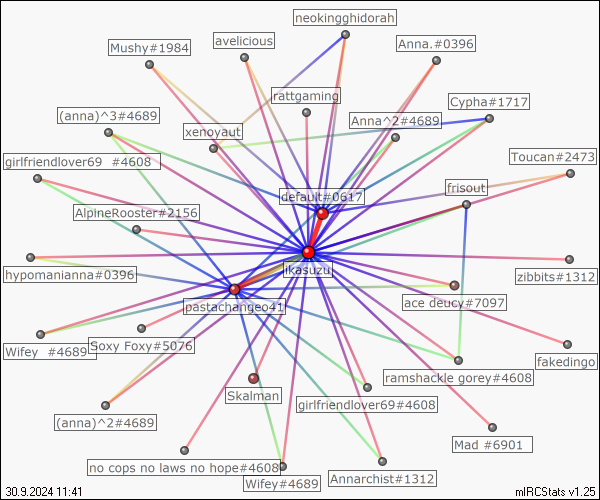 neokingghidorah
avelicious
Anna.#0396
Mushy#1984
rattgaming
Cypha#1717
(anna)^3#4689
Anna^2#4689
xenoyaut
girlfriendlover69 #4608
Toucan#2473
frisout
default#0617
AlpineRooster#2156
ikasuzu
hypomanianna#0396
zibbits#1312
pastachangeo41
ace deucy#7097
Wifey #4689
Soxy Foxy#5076
fakedingo
ramshackle gorey#4608
Skalman
girlfriendlover69#4608
(anna)^2#4689
Mad #6901
no cops no laws no hope#4608
Annarchist#1312
Wifey#4689
30.9.2024 11:41
mIRCStats v1.25